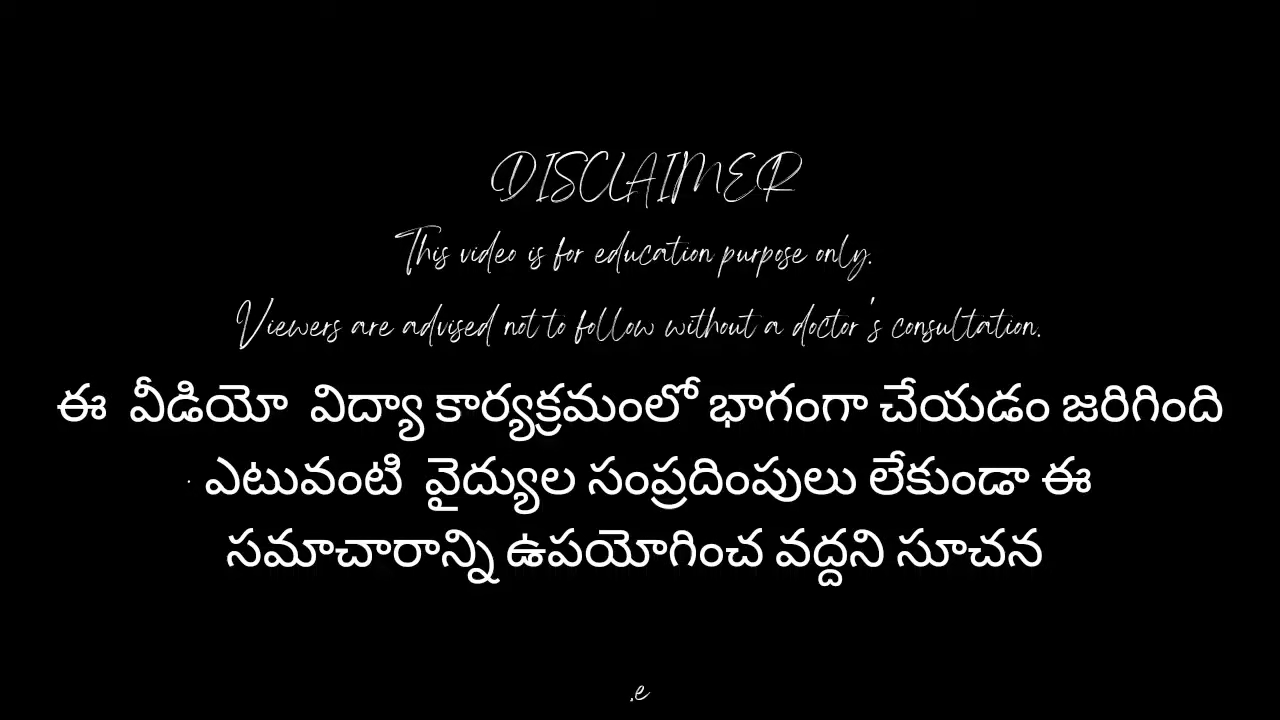 DISCLAIMER
This video is for education purpose only.
Viewers are advised not to follow without a doctor's consultation.
ఈ వీడియో విద్యా కార్యక్రమంలో భాగంగా చేయడం జరిగింది
. ఎటువంటి వైద్యుల సంప్రదింపులు లేకుండా ఈ
సమాచారాన్ని ఉపయోగించ వద్దని సూచన
.e